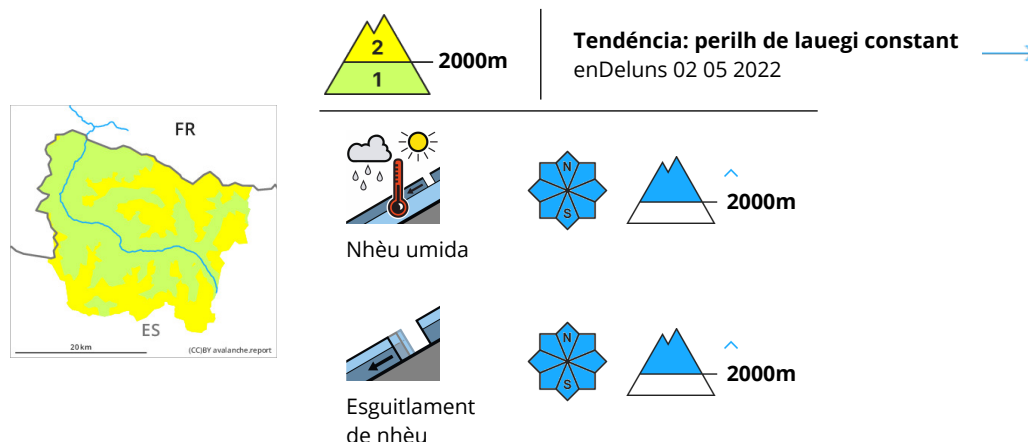 2
1
2000m
Tendéncia: perilh de lauegi constant
enDeluns 02 05 2022
FR
ES
20 km
(CC)BY avalanche.report
N
S
2000m
Nhèu umida
N
S
2000m
Esguitlament
de nhèu